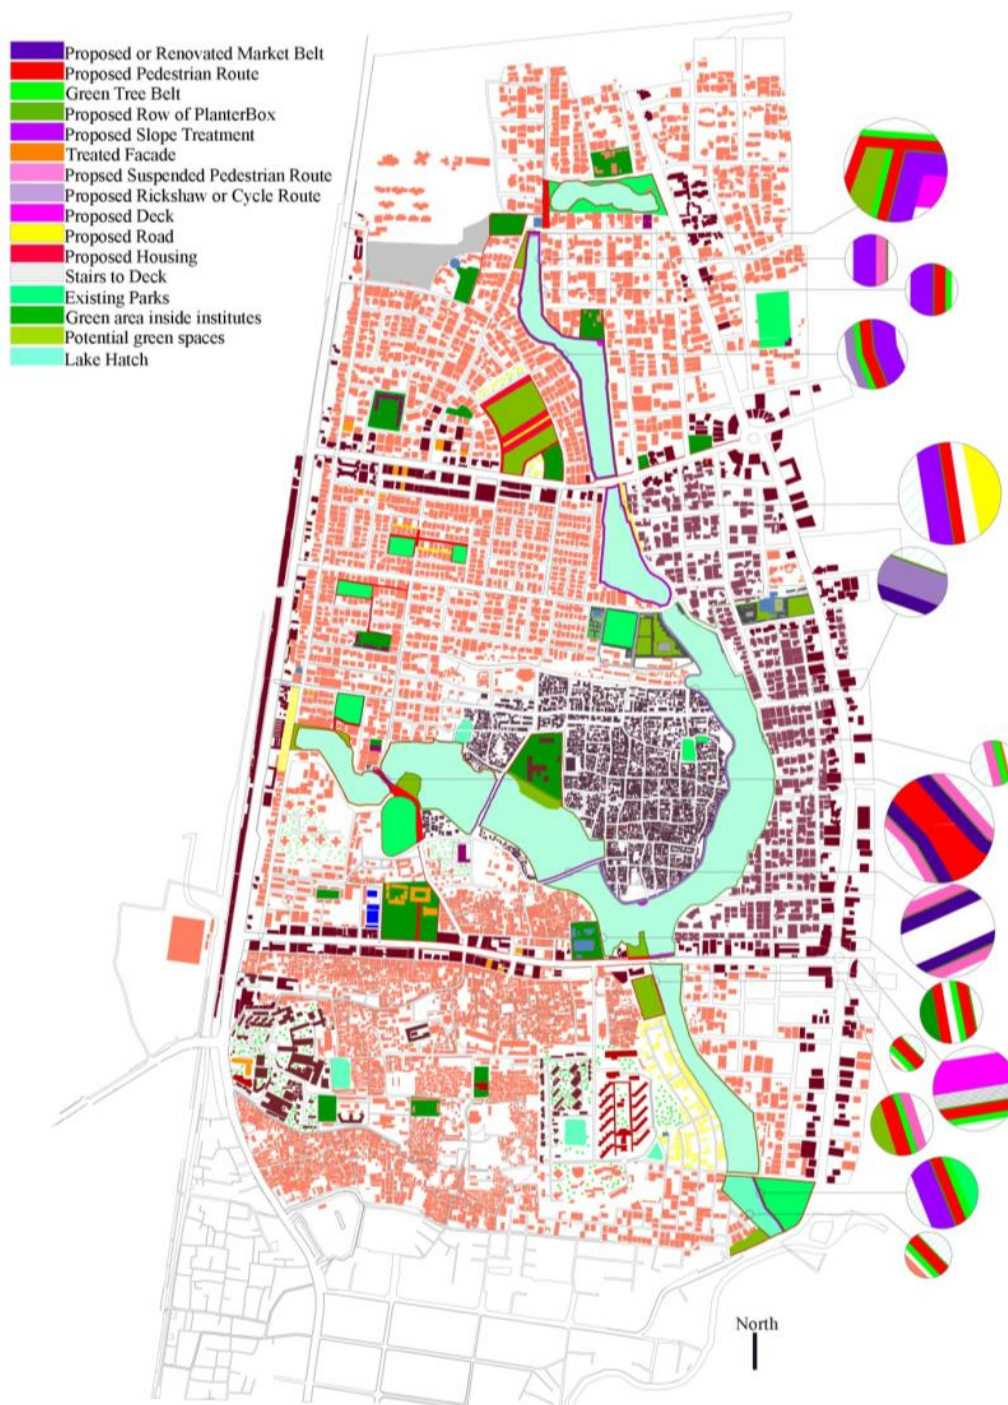 Proposed or Renovated Market Belt
Proposed Pedestrian Route
Green Tree Belt
Proposed Row of PlanterBox
Proposed Slope Treatment
Treated Facade
Propsed Suspended Pedestrian Route
Proposed Rickshaw or Cycle Route
Proposed Deck
Proposed Road
Proposed Housing
Stairs to Deck
Existing Parks
Green area inside institutes
Potential green spaces
Lake Hatch
North